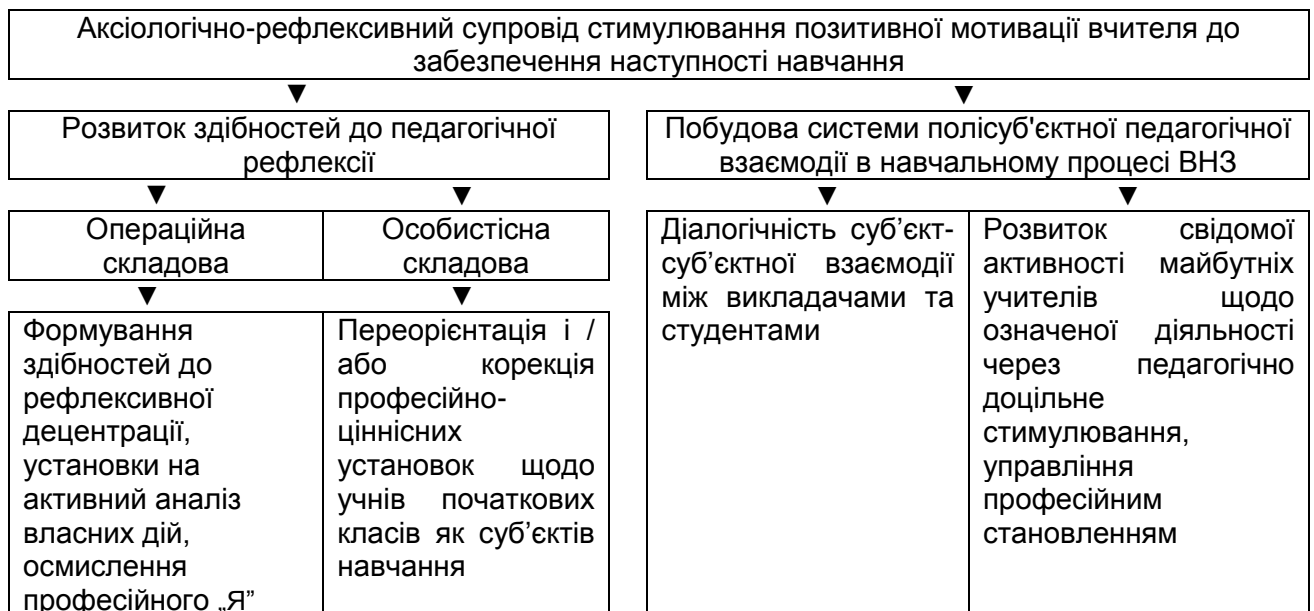 Аксіологічно-рефлексивний супровід стимулювання позитивної мотивації вчителя до
забезпечення наступності навчання
▼ ▼
Розвиток здібностей до педагогічної
рефлексії
Побудова системи полісуб'єктної педагогічної
взаємодії в навчальному процесі ВНЗ
▼ ▼ ▼ ▼
Операційна
складова
Особистісна
складова
▼ ▼
Формування
здібностей до
рефлексивної
децентрації,
установки на
активний аналіз
власних дій,
осмислення
професійного „Я”
Переорієнтація і /
або корекція
професійно-
ціннісних
установок щодо
учнів початкових
класів як суб’єктів
навчання
Діалогічність суб’єкт-
суб’єктної взаємодії
між викладачами та
студентами
Розвиток свідомої
активності майбутніх
учителів щодо
означеної діяльності
через педагогічно
доцільне
стимулювання,
управління
професійним
становленням